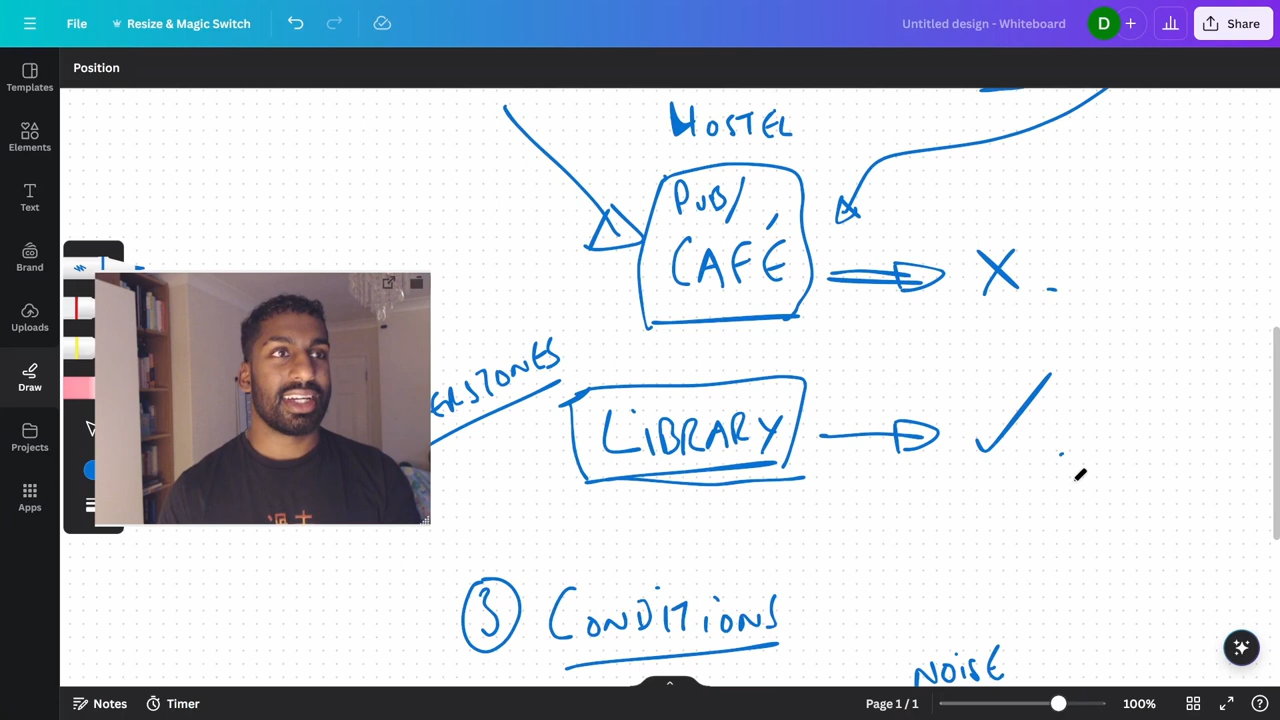 File
Resize & Magic Switch
Untitled design - Whiteboard
D
Share
Position
Templates
Elements
Text
Brand
Uploads
Draw
Projects
Apps
HOSTEL
PUB/
CAFÉ
X
ERSTONES
LiBRARY
3 CONDiTiONS
NOiSE
Notes
Timer
Page 1 / 1
100%